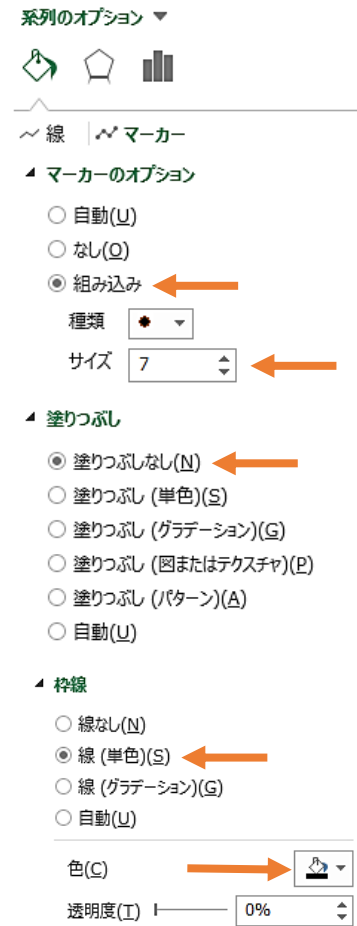 系列のオプション
線 マーカー
マーカーのオプション
自動(U)
なし(O)
組み込み
種類
サイズ 7
塗りつぶし
塗りつぶしなし(N)
塗りつぶし (単色)(S)
塗りつぶし (グラデーション)(G)
塗りつぶし (図またはテクスチャ)(P)
塗りつぶし (パターン)(A)
自動(U)
枠線
線なし(N)
線 (単色)(S)
線 (グラデーション)(G)
自動(U)
色(C)
透明度(T) 0%